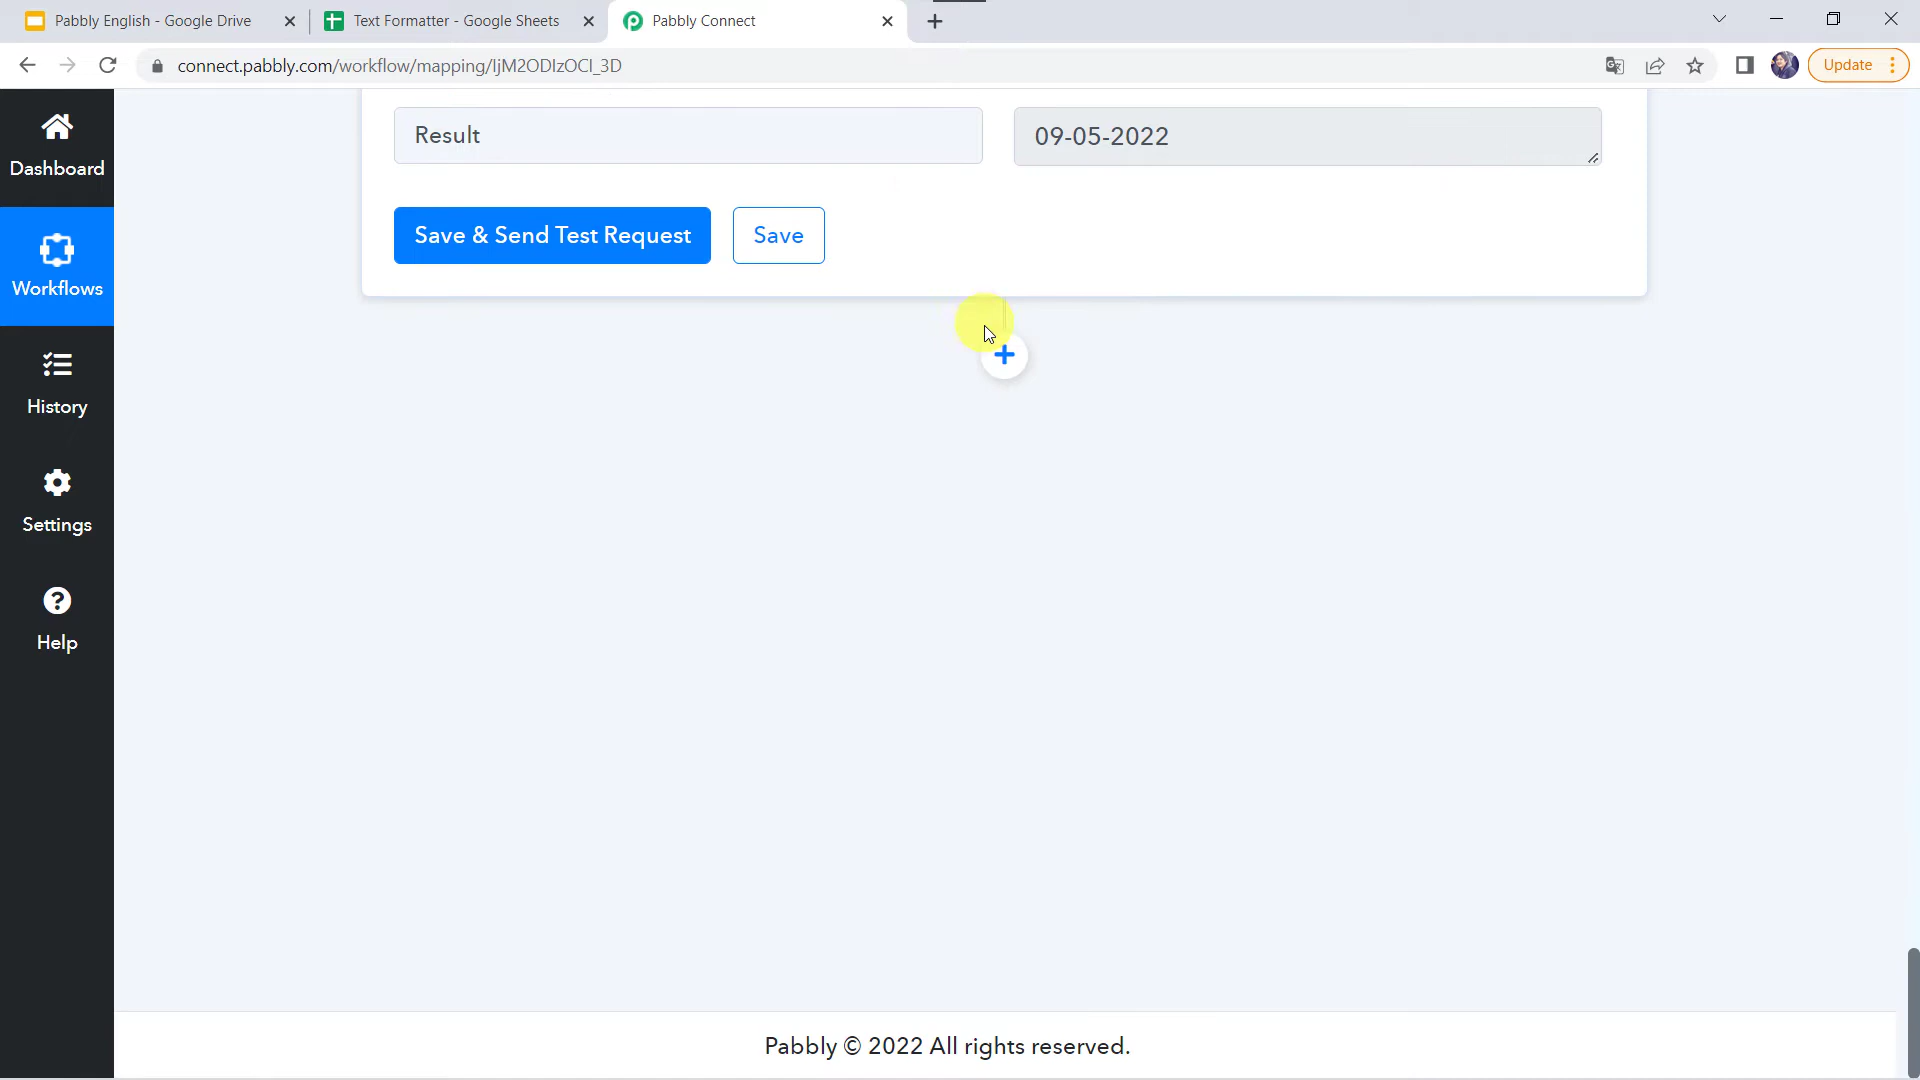 Pabbly English - Google Drive
Text Formatter - Google Sheets
Pabbly Connect
connect.pabbly.com/workflow/mapping/IjM2ODIzOCI_3D
Update
Dashboard
Workflows
History
Settings
Help
Result
09-05-2022
Save & Send Test Request
Save
Pabbly © 2022 All rights reserved.